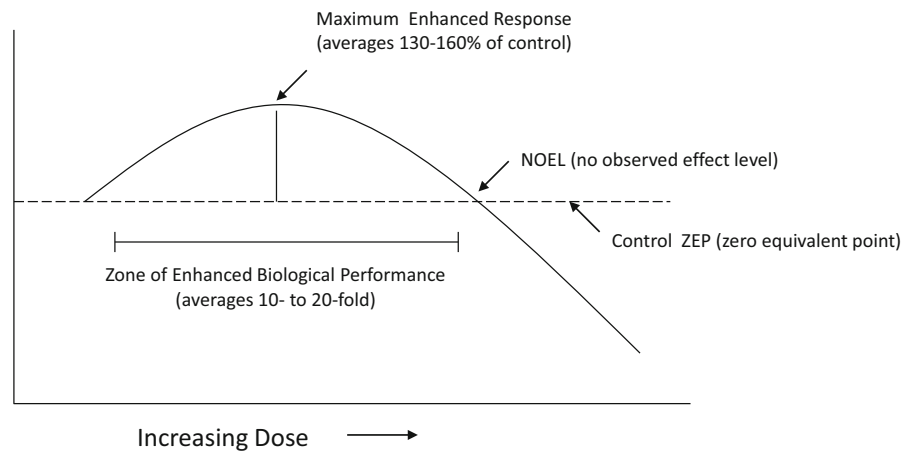 Maximum Enhanced Response
(averages 130-160% of control)
NOEL (no observed effect level)
Control ZEP (zero equivalent point)
Zone of Enhanced Biological Performance
(averages 10- to 20-fold)
Increasing Dose